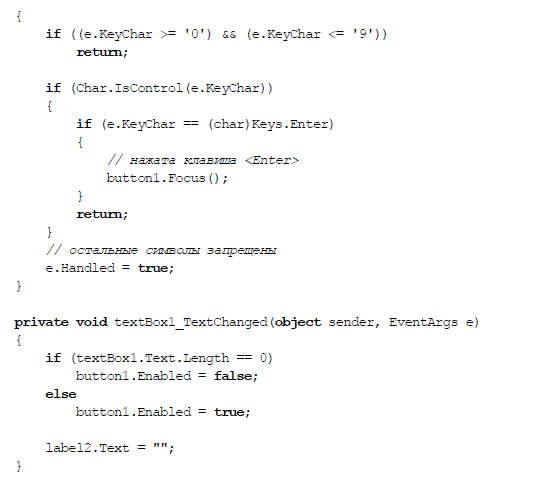 {
    if ((e.KeyChar >= '0') && (e.KeyChar <= '9'))
        return;

    if (Char.IsControl(e.KeyChar))
    {
        if (e.KeyChar == (char)Keys.Enter)
        {
            // нажата клавиша <Enter>
            button1.Focus();
        }
        return;
    }
    // остальные символы запрещены
    e.Handled = true;
}

private void textBox1_TextChanged(object sender, EventArgs e)
{
    if (textBox1.Text.Length == 0)
        button1.Enabled = false;
    else
        button1.Enabled = true;

    label2.Text = "";
}